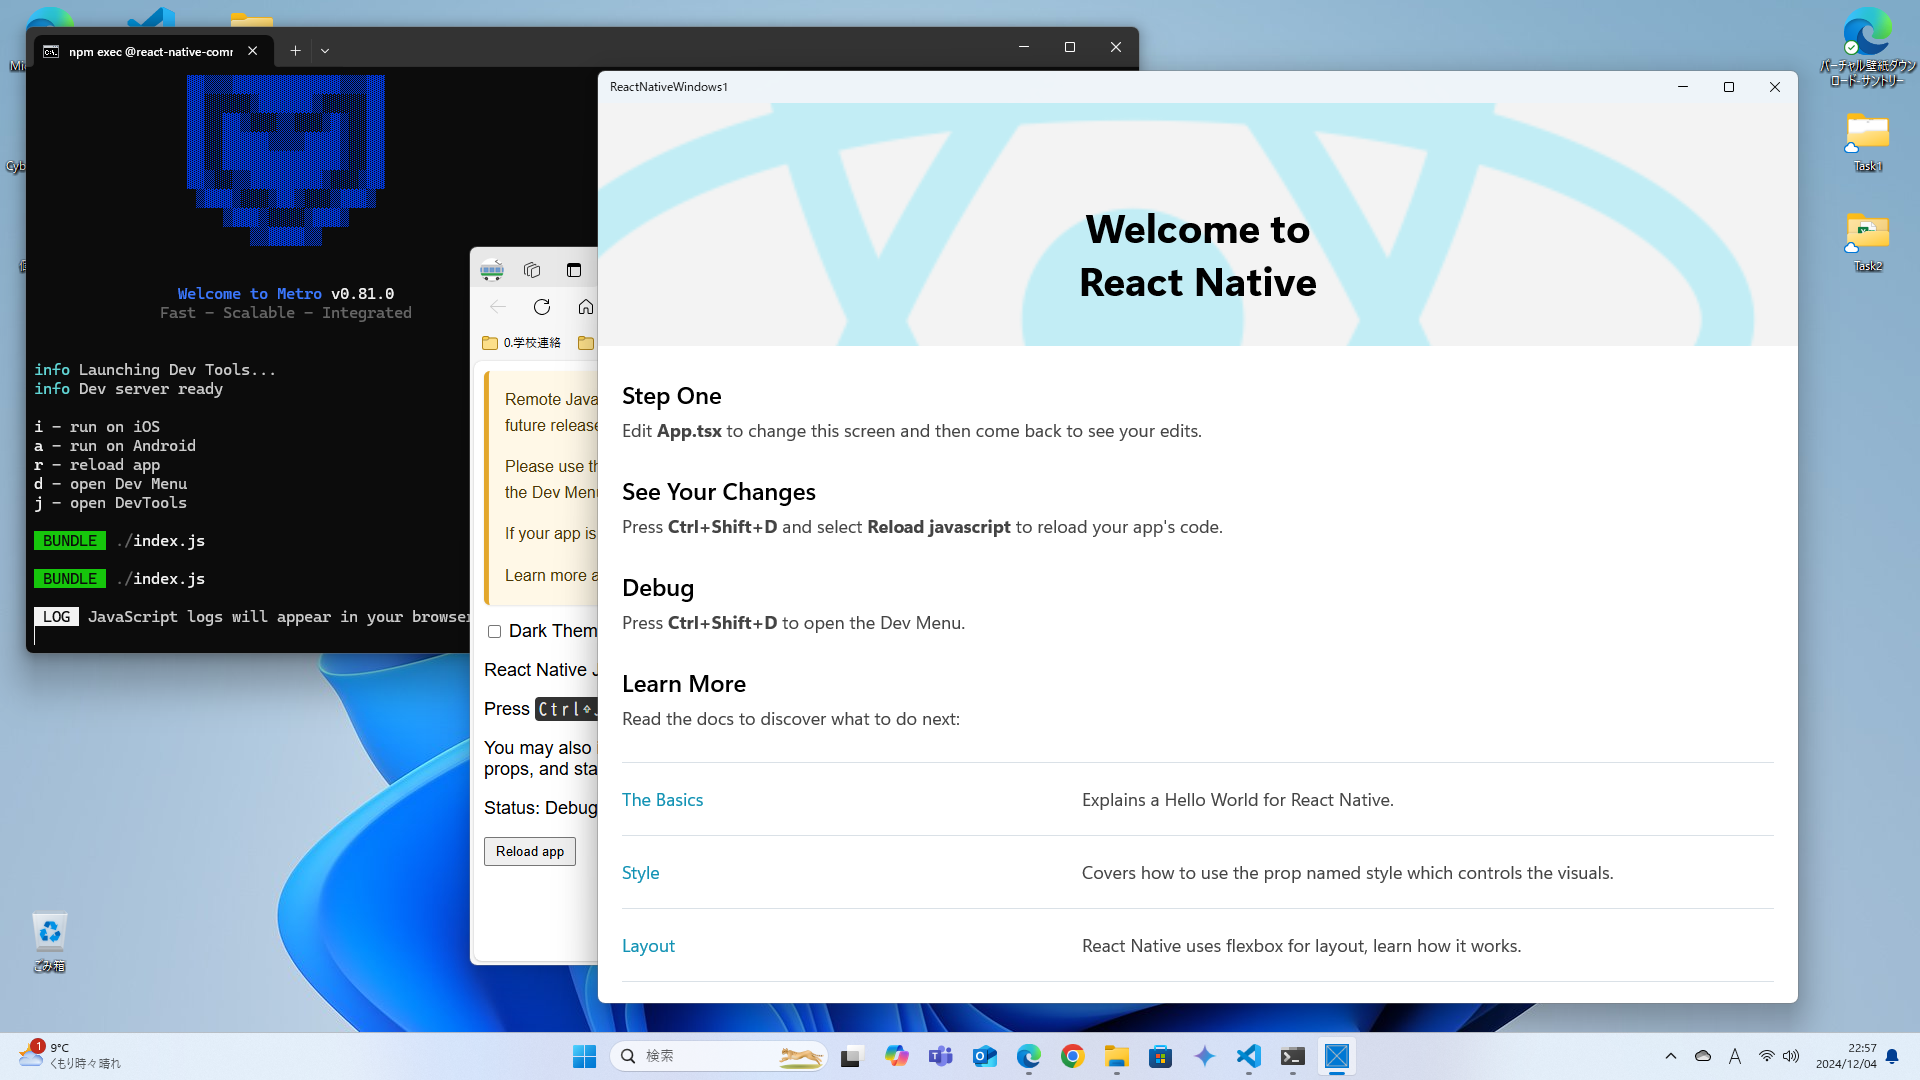 npm exec @react-native-comm
Welcome to Metro v0.81.0
Fast - Scalable - Integrated
info Launching Dev Tools...
info Dev server ready
i - run on iOS
a - run on Android
r - reload app
d - open Dev Menu
j - open DevTools
BUNDLE ./index.js
BUNDLE ./index.js
LOG JavaScript logs will appear in your browser
0.学校連絡
Remote Java
future release
Please use th
the Dev Menu
If your app is
Learn more a
Dark Them
React Native J
Press Ctrl⇧J
You may also
props, and sta
Status: Debug
Reload app
ReactNativeWindows1
Welcome to
React Native
Step One
Edit App.tsx to change this screen and then come back to see your edits.
See Your Changes
Press Ctrl+Shift+D and select Reload javascript to reload your app's code.
Debug
Press Ctrl+Shift+D to open the Dev Menu.
Learn More
Read the docs to discover what to do next:
The Basics
Explains a Hello World for React Native.
Style
Covers how to use the prop named style which controls the visuals.
Layout
React Native uses flexbox for layout, learn how it works.
バーチャル壁紙ダウン
ロード-サントリー
Task1
Task2
ごみ箱
1
9°C
くもり時々晴れ
検索
A
22:57
2024/12/04